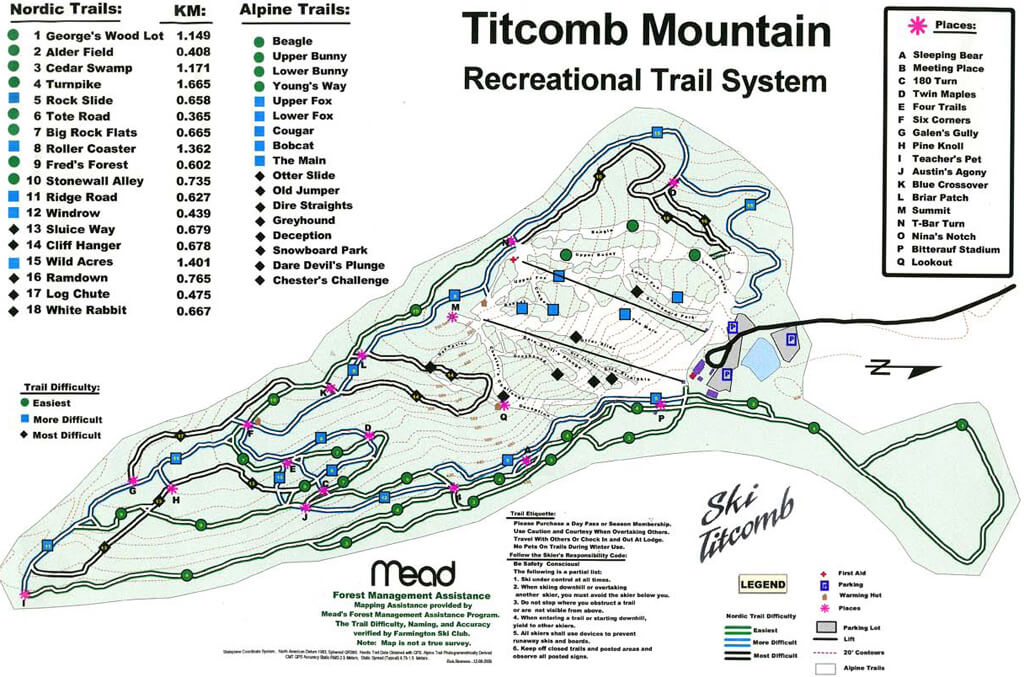 Nordic Trails: KM:
1 George's Wood Lot 1.149
2 Alder Field 0.408
3 Cedar Swamp 1.171
4 Turnpike 1.665
5 Rock Slide 0.658
6 Tote Road 0.365
7 Big Rock Flats 0.665
8 Roller Coaster 1.362
9 Fred's Forest 0.602
10 Stonewall Alley 0.735
11 Ridge Road 0.627
12 Windrow 0.439
13 Sluice Way 0.679
14 Cliff Hanger 0.678
15 Wild Acres 1.401
16 Ramdown 0.765
17 Log Chute 0.475
18 White Rabbit 0.667
Alpine Trails:
Beagle
Upper Bunny
Lower Bunny
Young's Way
Upper Fox
Lower Fox
Cougar
Bobcat
The Main
Otter Slide
Old Jumper
Dire Straights
Greyhound
Deception
Snowboard Park
Dare Devil's Plunge
Chester's Challenge
Titcomb Mountain
Recreational Trail System
Places:
A Sleeping Bear
B Meeting Place
C 180 Turn
D Twin Maples
E Four Trails
F Six Corners
G Galen's Gully
H Pine Knoll
I Teacher's Pet
J Austin's Agony
K Blue Crossover
L Briar Patch
M Summit
N T-Bar Turn
O Nina's Notch
P Bitterauf Stadium
Q Lookout
Trail Difficulty:
Easiest
More Difficult
Most Difficult
Beagle
Upper Bunny
Upper Fox
The Main
N
M
L
K
F
D
E
C
G
H
J
A
P
Q
O
P
P
P
Z
Ski
Titcomb
Mead
Forest Management Assistance
Mapping Assistance provided by
Mead's Forest Management Assistance Program.
The Trail Difficulty, Naming, and Accuracy
verified by Farmington Ski Club.
Note: Map is not a true survey.
Trail Etiquette:
Please Purchase a Day Pass or Season Membership.
Use Caution and Courtesy When Overtaking Others.
Travel With Others Or Check In and Out At Lodge.
No Pets On Trails During Winter Use.
Follow the Skier's Responsibility Code:
Be Safety Conscious!
The following is a partial list:
1. Ski under control at all times.
2. When skiing downhill or overtaking
another skier, you must avoid the skier below you.
3. Do not stop where you obstruct a trail
or are not visible from above.
4. When entering a trail or starting downhill,
yield to other skiers.
5. All skiers shall use devices to prevent
runaway skis and boards.
6. Keep off closed trails and posted areas and
observe all posted signs.
LEGEND
First Aid
Parking
Warming Hut
Places
Nordic Trail Difficulty
Easiest
More Difficult
Most Difficult
Parking Lot
Lift
20' Contours
Alpine Trails